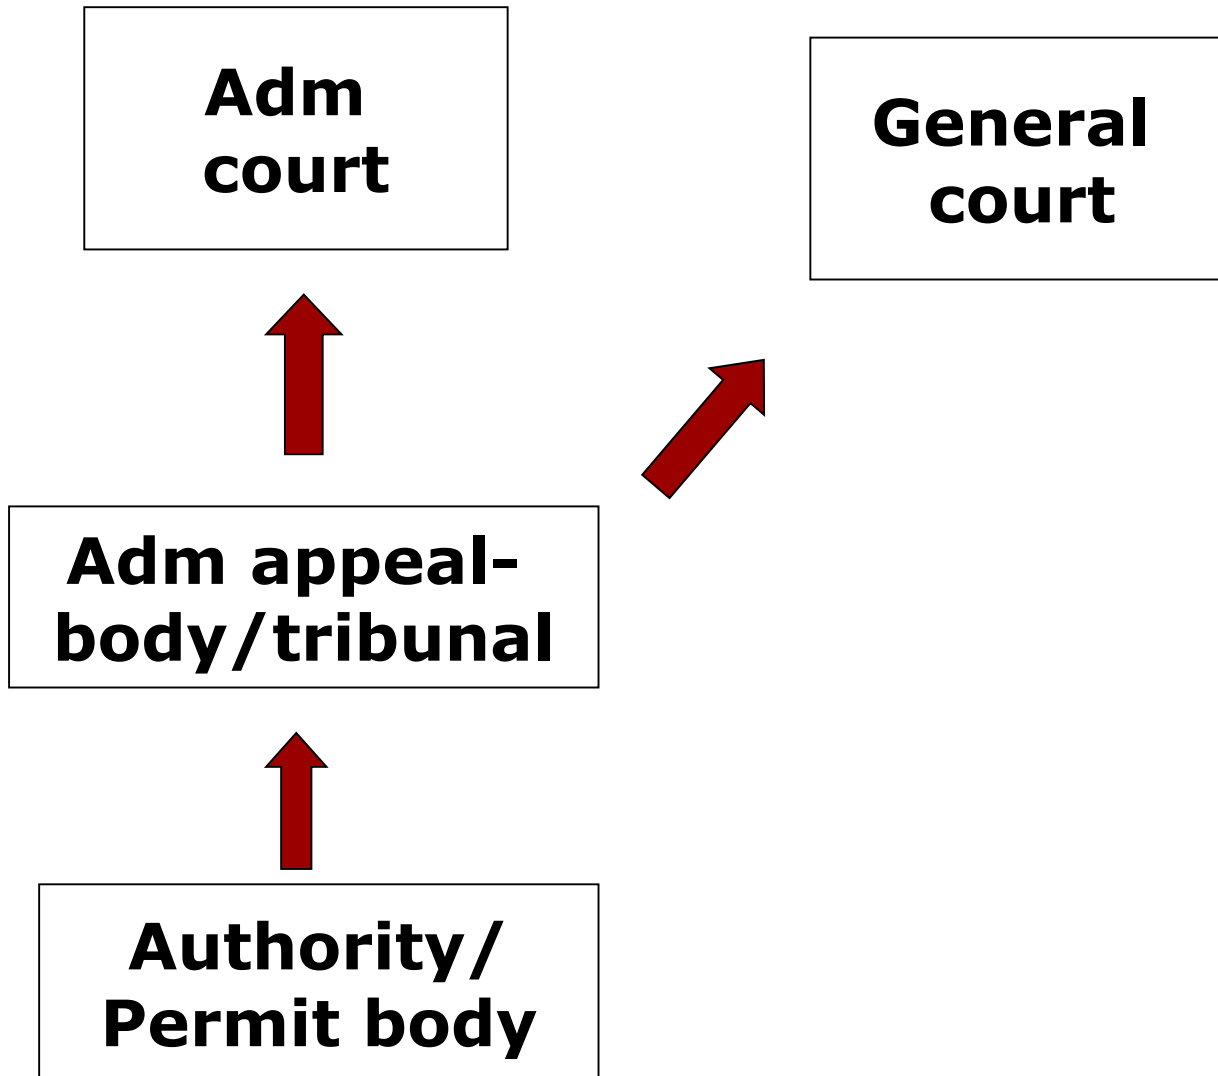 Adm
court
General
court
Adm appeal-
body/tribunal
Authority/
Permit body